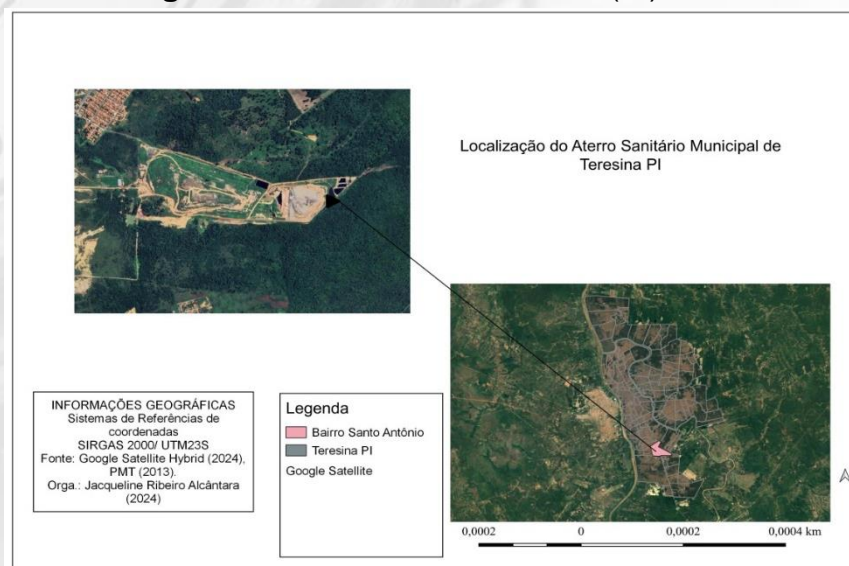 Localização do Aterro Sanitário Municipal de
Teresina PI
INFORMAÇÕES GEOGRÁFICAS
Sistemas de Referências de
coordenadas
SIRGAS 2000/ UTM23S
Fonte: Google Satellite Hybrid (2024),
PMT (2013).
Orga.: Jacqueline Ribeiro Alcântara
(2024)
Legenda
Bairro Santo Antônio
Teresina PI
Google Satellite
0,0002 0 0,0002 0,0004 km